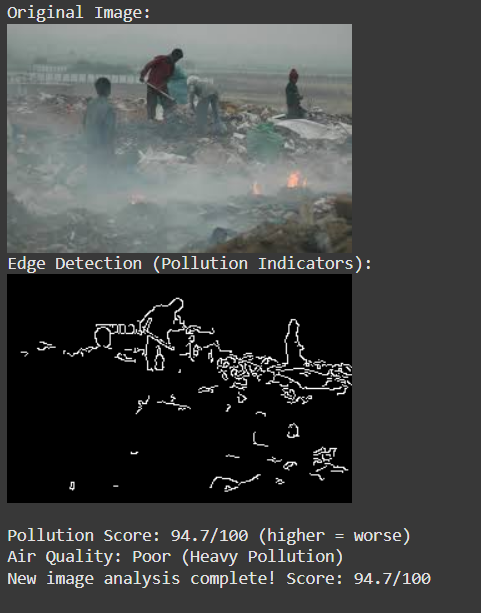 Original Image:
Edge Detection (Pollution Indicators):
Pollution Score: 94.7/100 (higher = worse)
Air Quality: Poor (Heavy Pollution)
New image analysis complete! Score: 94.7/100